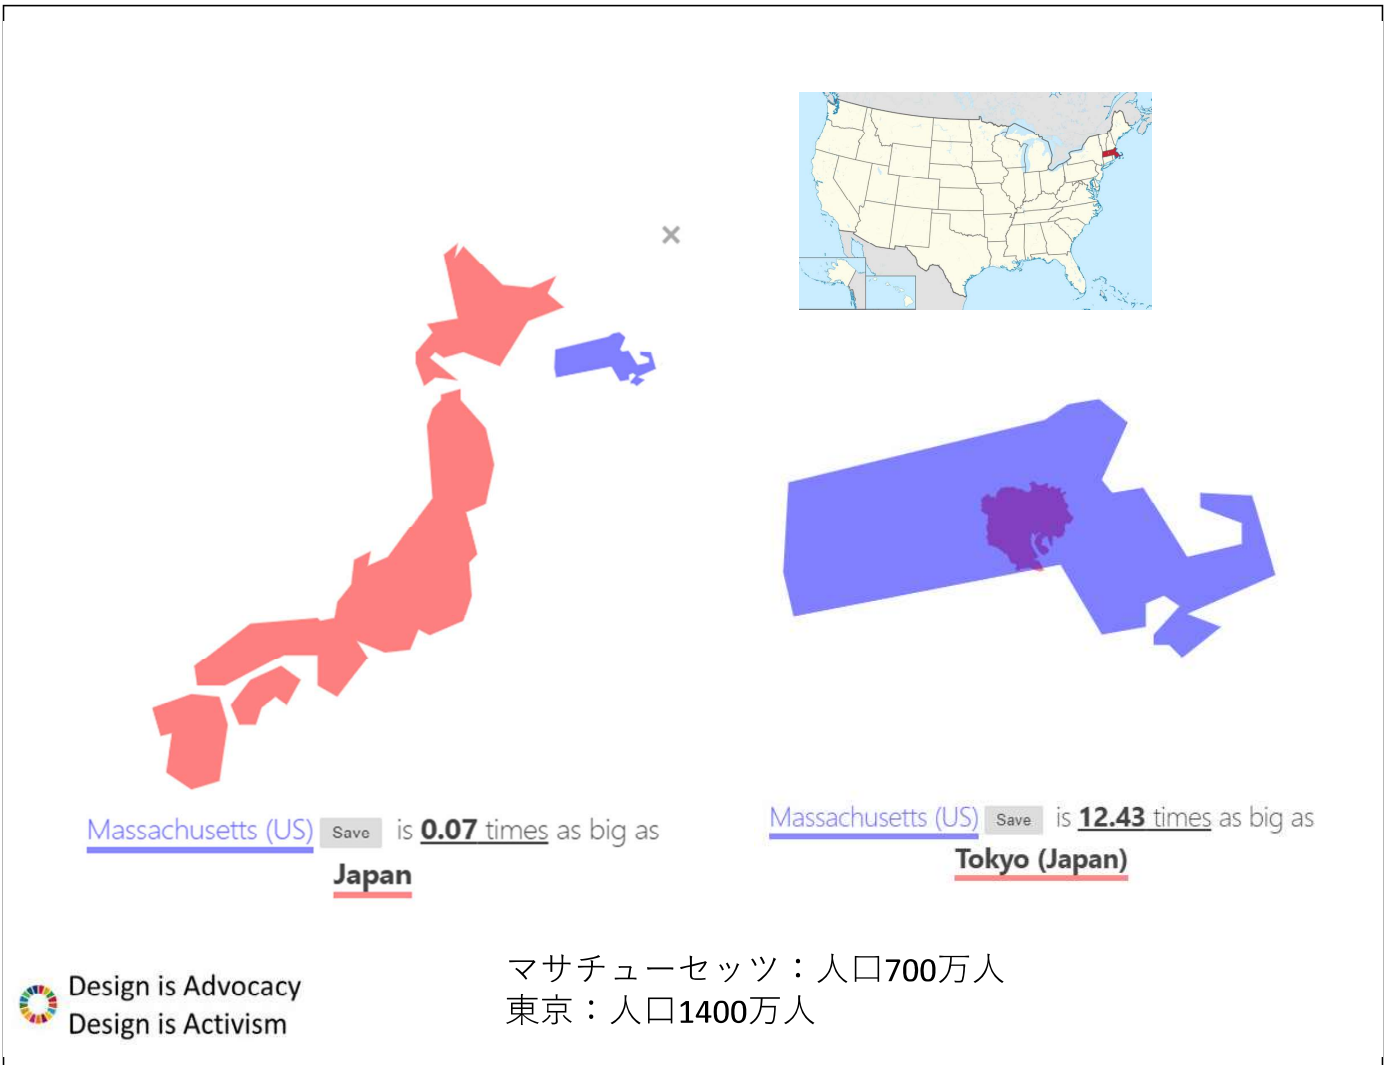 ×
Massachusetts (US) Save is 0.07 times as big as
Japan
Massachusetts (US) Save is 12.43 times as big as
Tokyo (Japan)
Design is Advocacy
Design is Activism
マサチューセッツ：人口700万人
東京：人口1400万人